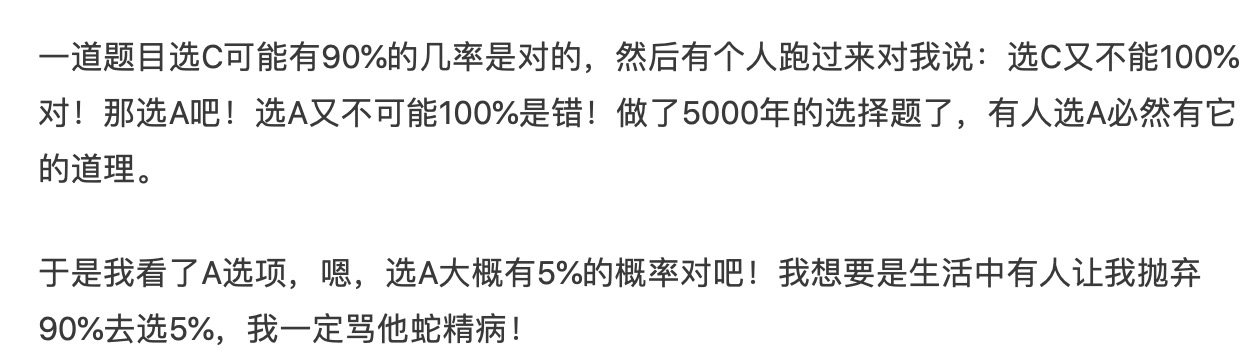 一道题目选C可能有90%的几率是对的，然后有个人跑过来对我说：选C又不能100%
对！那选A吧！选A又不可能100%是错！做了5000年的选择题了，有人选A必然有它
的道理。
于是我看了A选项，嗯，选A大概有5%的概率对吧！我想要是生活中有人让我抛弃
90%去选5%，我一定骂他蛇精病！